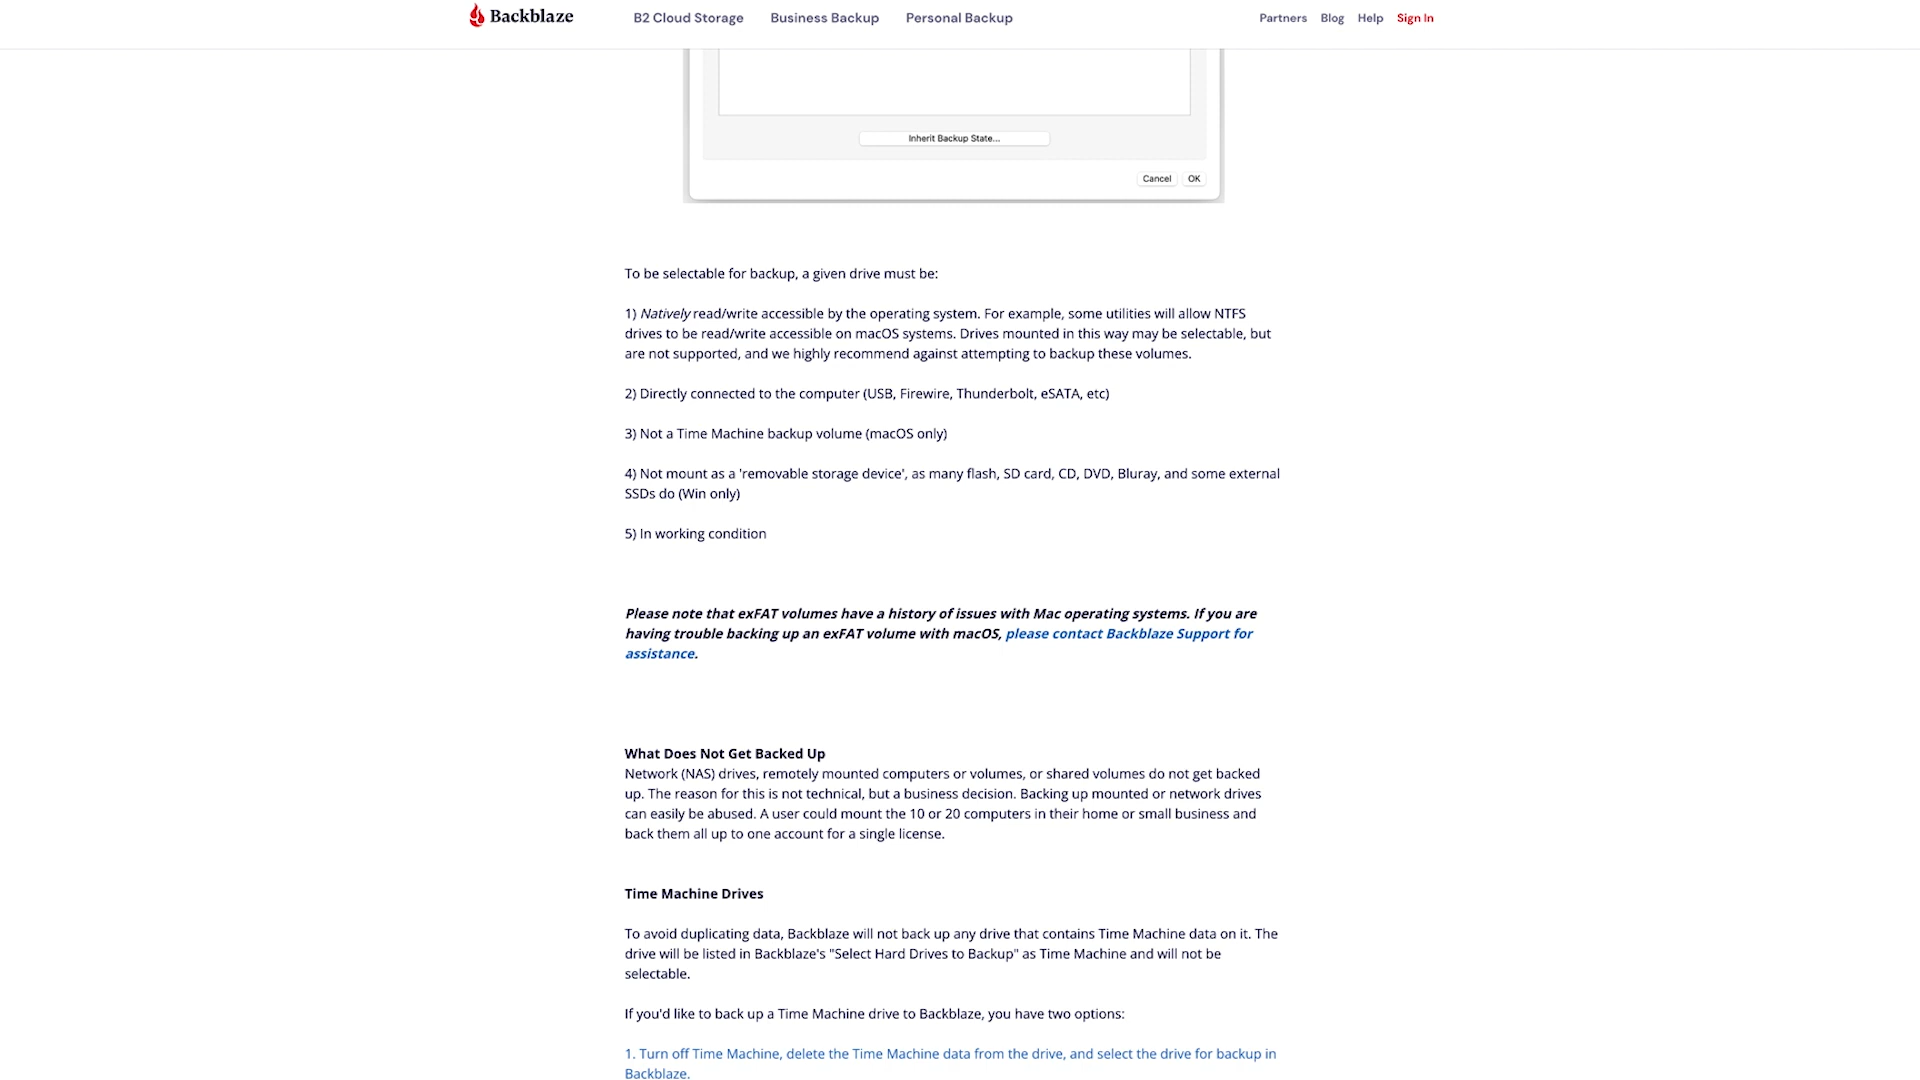 Backblaze
B2 Cloud Storage
Business Backup
Personal Backup
Partners
Blog
Help
Sign In
Inherit Backup State...
Cancel
OK
To be selectable for backup, a given drive must be:
1) Natively read/write accessible by the operating system. For example, some utilities will allow NTFS
drives to be read/write accessible on macOS systems. Drives mounted in this way may be selectable, but
are not supported, and we highly recommend against attempting to backup these volumes.
2) Directly connected to the computer (USB, Firewire, Thunderbolt, eSATA, etc)
3) Not a Time Machine backup volume (macOS only)
4) Not mount as a 'removable storage device', as many flash, SD card, CD, DVD, Bluray, and some external
SSDs do (Win only)
5) In working condition
Please note that exFAT volumes have a history of issues with Mac operating systems. If you are
having trouble backing up an exFAT volume with macOS, please contact Backblaze Support for
assistance.
What Does Not Get Backed Up
Network (NAS) drives, remotely mounted computers or volumes, or shared volumes do not get backed
up. The reason for this is not technical, but a business decision. Backing up mounted or network drives
can easily be abused. A user could mount the 10 or 20 computers in their home or small business and
back them all up to one account for a single license.
Time Machine Drives
To avoid duplicating data, Backblaze will not back up any drive that contains Time Machine data on it. The
drive will be listed in Backblaze's "Select Hard Drives to Backup" as Time Machine and will not be
selectable.
If you'd like to back up a Time Machine drive to Backblaze, you have two options:
1. Turn off Time Machine, delete the Time Machine data from the drive, and select the drive for backup in
Backblaze.